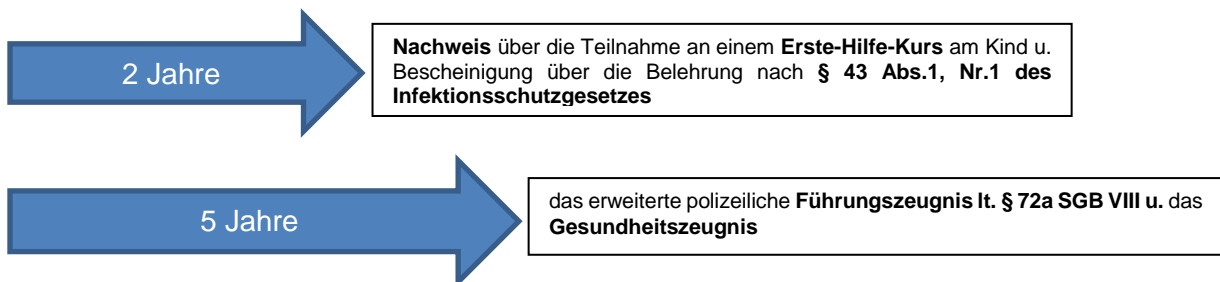 2 Jahre
Nachweis über die Teilnahme an einem Erste-Hilfe-Kurs am Kind u.
Bescheinigung über die Belehrung nach § 43 Abs.1, Nr.1 des
Infektionsschutzgesetzes
5 Jahre
das erweiterte polizeiliche Führungszeugnis lt. § 72a SGB VIII u. das
Gesundheitszeugnis